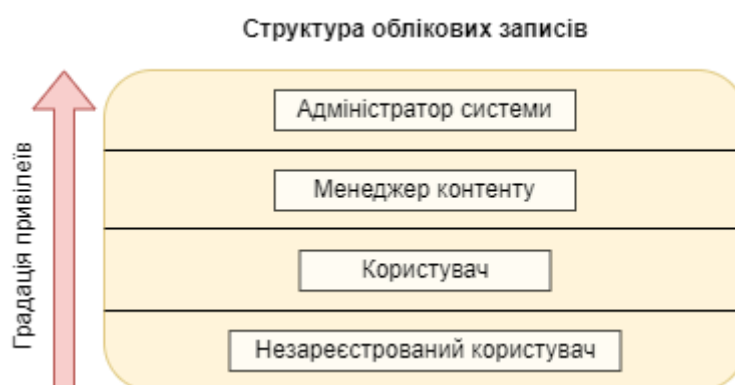 Структура облікових записів
Градація привілеїв
Адміністратор системи
Менеджер контенту
Користувач
Незареєстрований користувач